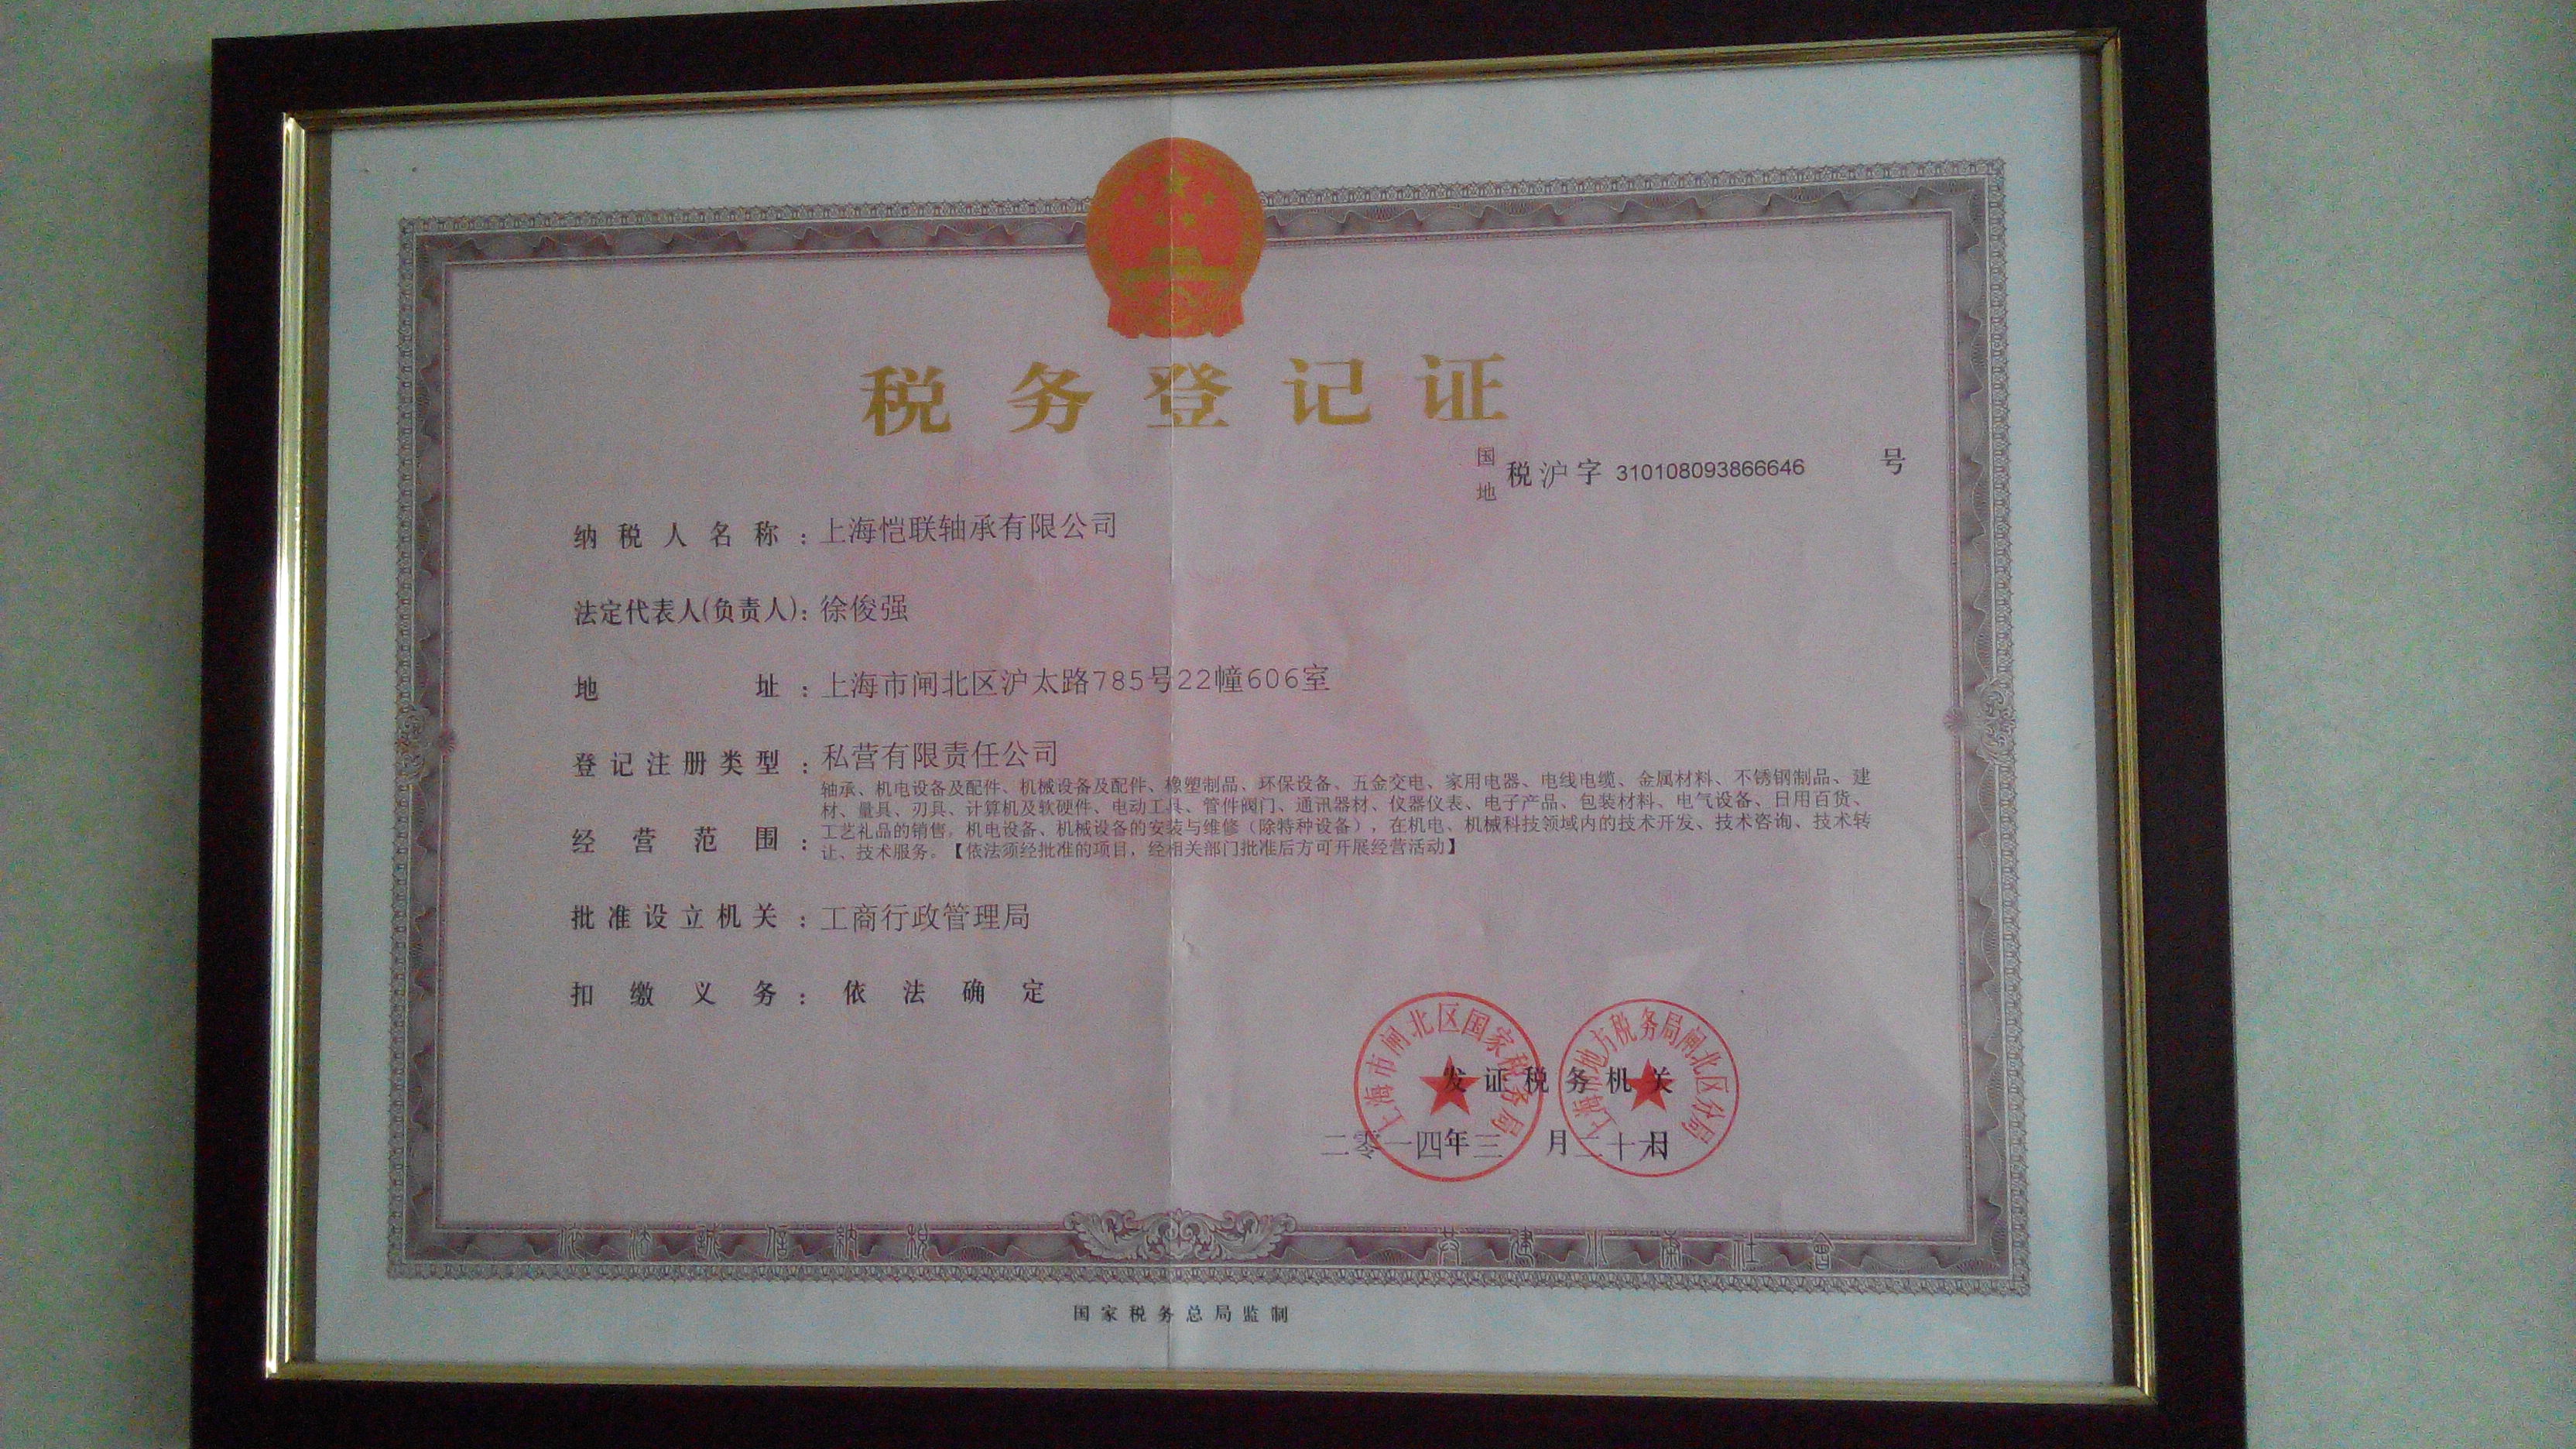 税务登记证
国
地
税沪字 310108093866646 号
纳税人名称：上海恺联轴承有限公司
法定代表人(负责人)：徐俊强
地址：上海市闸北区沪太路785号22幢606室
登记注册类型：私营有限责任公司
经营范围：
轴承、机电设备及配件、机械设备及配件、橡塑制品、环保设备、五金交电、家用电器、电线电缆、金属材料、不锈钢制品、建
材、量具、刃具、计算机及软硬件、电动工具、管件阀门、通讯器材、仪器仪表、电子产品、包装材料、电气设备、日用百货、
工艺礼品的销售，机电设备、机械设备的安装与维修（除特种设备），在机电、机械科技领域内的技术开发、技术咨询、技术转
让、技术服务。【依法须经批准的项目，经相关部门批准后方可开展经营活动】
批准设立机关：工商行政管理局
扣缴义务：依法确定
上海市闸北区国家税务局
上海市地方税务局闸北区分局
发证税务机关
二零一四年三月二十六日
依法诚信纳税
共建小康社會
国家税务总局监制